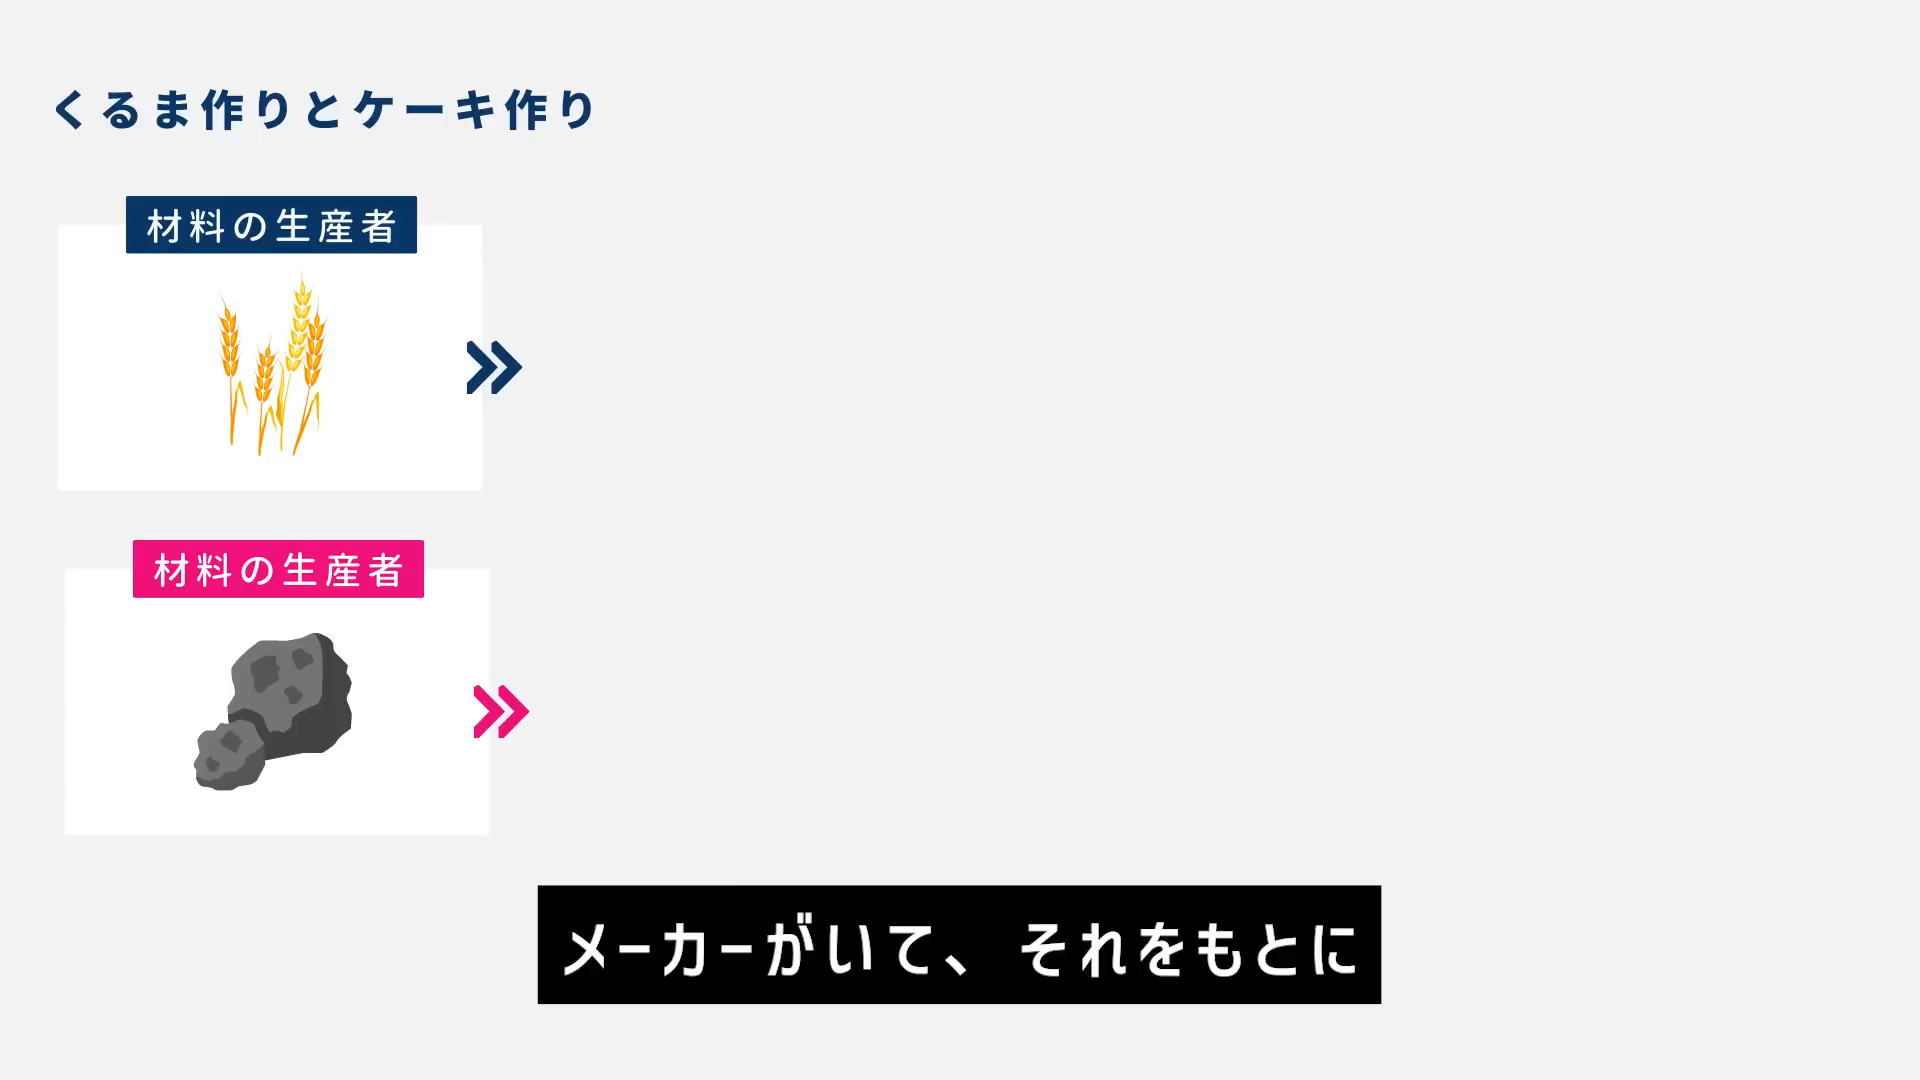 くるま作りとケーキ作り
材料の生産者
材料の生産者
メーカーがいて、それをもとに